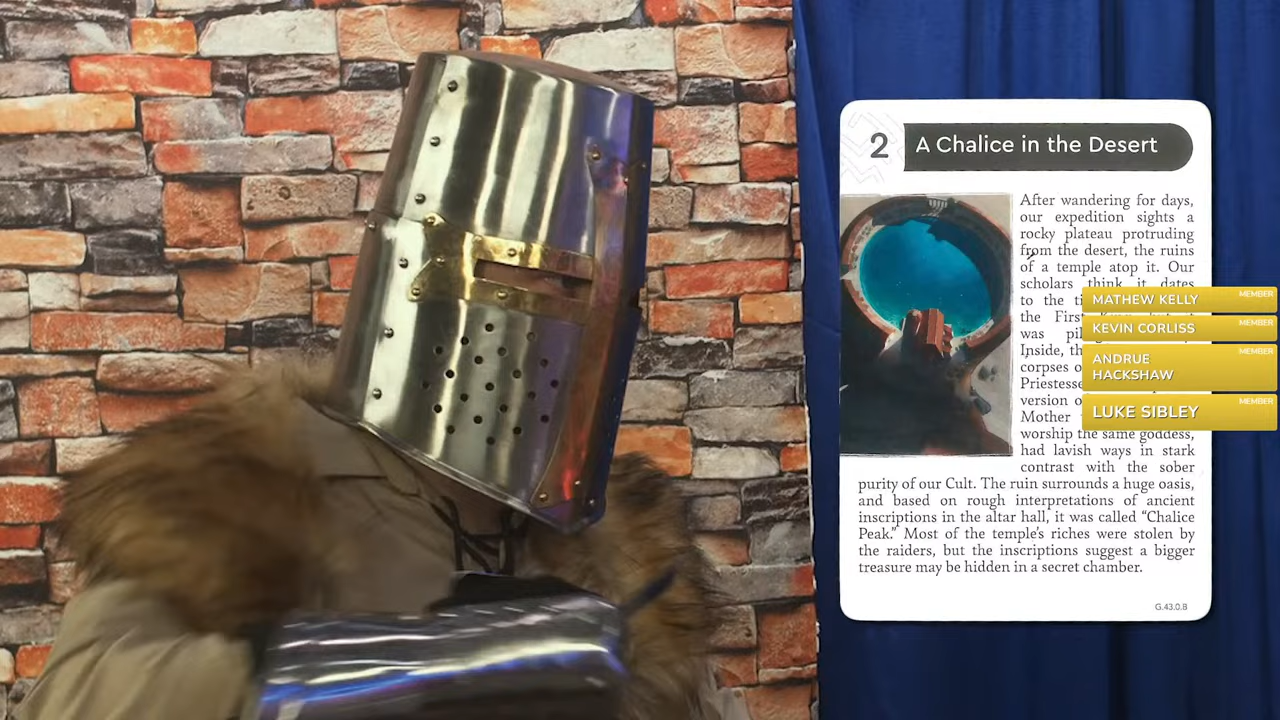 2
A Chalice in the Desert
After wandering for days,
our expedition sights a
rocky plateau protruding
from the desert, the ruins
of a temple atop it. Our
scholars think it dates
to the
the
was
Inside,
corpses
Priestesses
version
Mother
worship the same goddess,
had lavish ways in stark
contrast with the sober
purity of our Cult. The ruin surrounds a huge oasis,
and based on rough interpretations of ancient
inscriptions in the altar hall, it was called “Chalice
Peak.” Most of the temple’s riches were stolen by
the raiders, but the inscriptions suggest a bigger
treasure may be hidden in a secret chamber.
G.43.0.8
MATHEW KELLY MEMBER
KEVIN CORLISS MEMBER
ANDRUE MEMBER
HACKSHAW
LUKE SIBLEY MEMBER